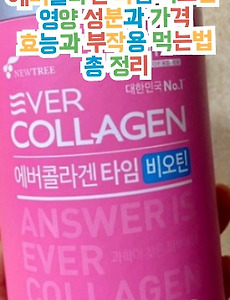 영양 성분과 가격
효능과 부작용 먹는법
총 정리
NEWTREE
대한민국 No.1
EVER
COLLAGEN
에버콜라겐 타임 비오틴
ANSWER IS
EVER
COLLAGEN